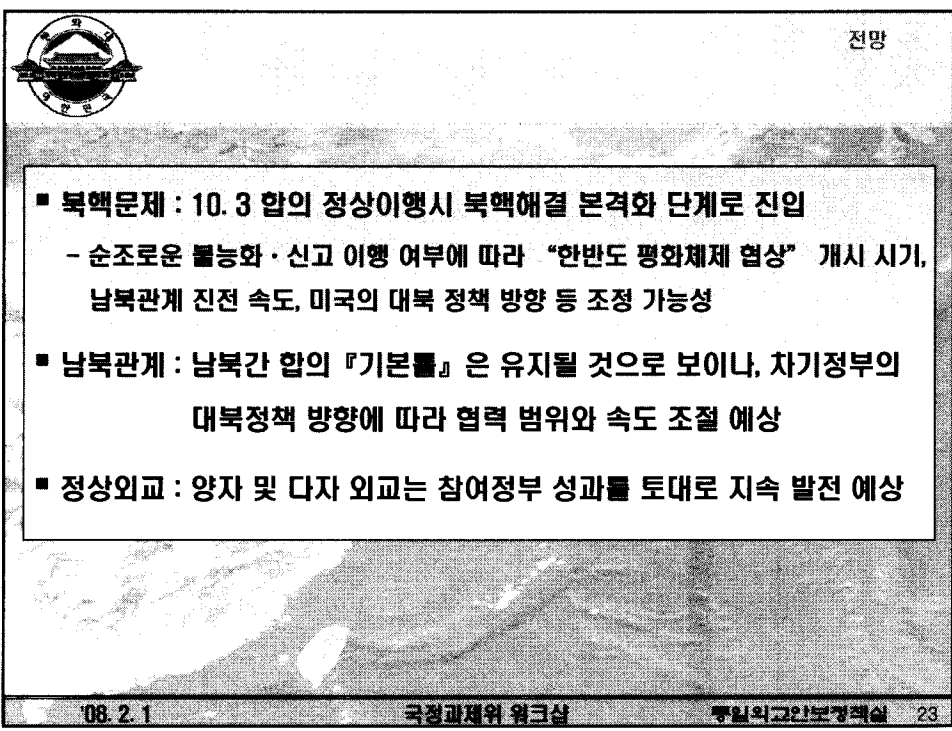 청와대
대한민국
전망
▪ 북핵문제 : 10. 3 합의 정상이행시 북핵해결 본격화 단계로 진입
- 순조로운 불능화 · 신고 이행 여부에 따라 “한반도 평화체제 협상” 개시 시기,
남북관계 진전 속도, 미국의 대북 정책 방향 등 조정 가능성
▪ 남북관계 : 남북간 합의『기본틀』은 유지될 것으로 보이나, 차기정부의
대북정책 방향에 따라 협력 범위와 속도 조절 예상
▪ 정상외교 : 양자 및 다자 외교는 참여정부 성과를 토대로 지속 발전 예상
'08. 2. 1 국정과제위 워크샵 통일외교안보정책실 23